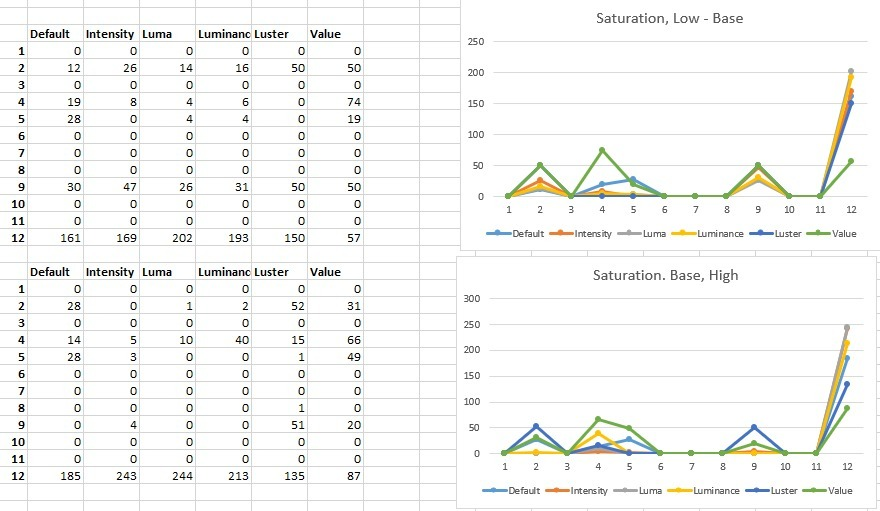 Default Intensity Luma Luminanc Luster Value
1 0 0 0 0 0 0
2 12 26 14 16 50 50
3 0 0 0 0 0 0
4 19 8 4 6 0 74
5 28 0 4 4 0 19
6 0 0 0 0 0 0
7 0 0 0 0 0 0
8 0 0 0 0 0 0
9 30 47 26 31 50 50
10 0 0 0 0 0 0
11 0 0 0 0 0 0
12 161 169 202 193 150 57
Saturation, Low - Base
250
200
150
100
50
0
1 2 3 4 5 6 7 8 9 10 11 12
Default Intensity Luma Luminance Luster Value
Default Intensity Luma Luminanc Luster Value
1 0 0 0 0 0 0
2 28 0 1 2 52 31
3 0 0 0 0 0 0
4 14 5 10 40 15 66
5 28 3 0 0 1 49
6 0 0 0 0 0 0
7 0 0 0 0 0 0
8 0 0 0 0 1 0
9 0 4 0 0 51 20
10 0 0 0 0 0 0
11 0 0 0 0 0 0
12 185 243 244 213 135 87
Saturation. Base, High
300
250
200
150
100
50
0
1 2 3 4 5 6 7 8 9 10 11 12
Default Intensity Luma Luminance Luster Value